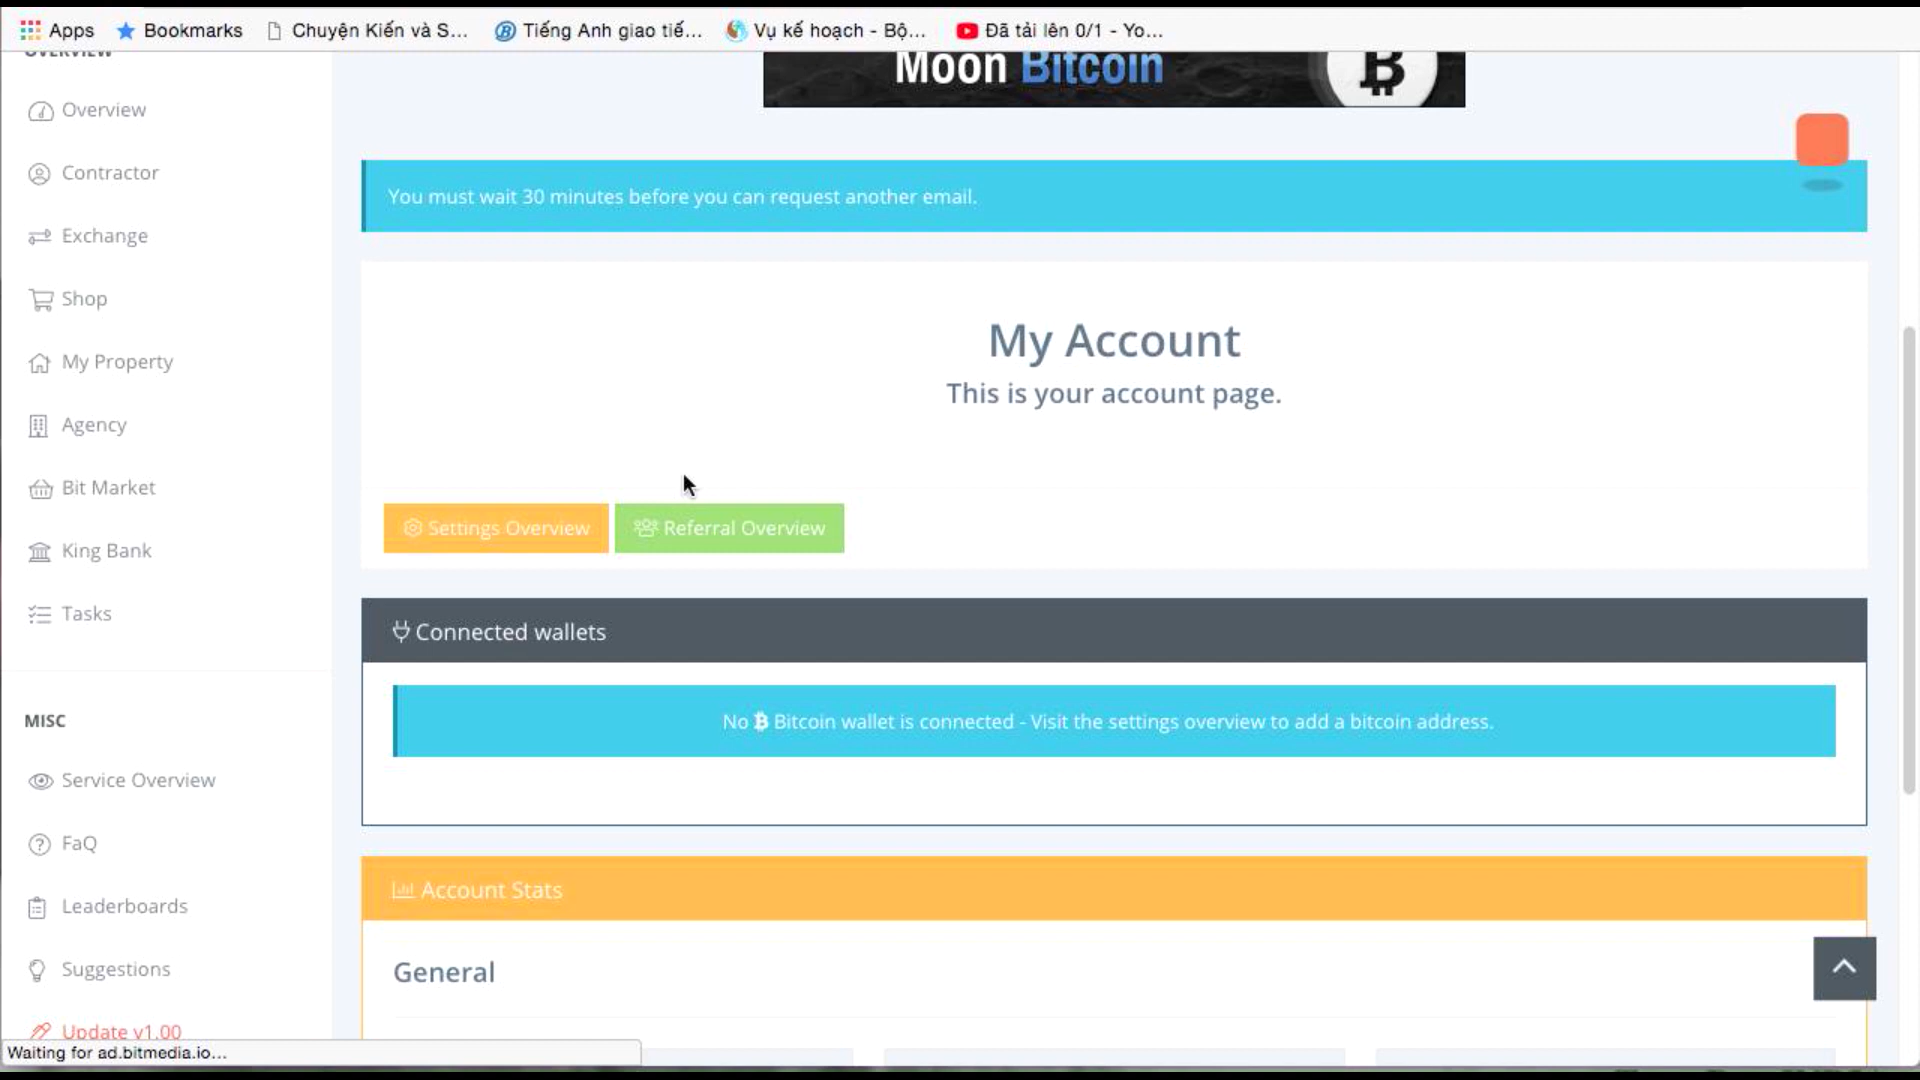 Apps
Bookmarks
Chuyện Kiến và S...
Tiếng Anh giao tiế...
Vụ kế hoạch - Bộ...
Đã tải lên 0/1 - Yo...
OVERVIEW
Moon Bitcoin
Overview
Contractor
Exchange
Shop
My Property
Agency
Bit Market
King Bank
Tasks
MISC
Service Overview
FaQ
Leaderboards
Suggestions
Update v1.00
You must wait 30 minutes before you can request another email.
My Account
This is your account page.
Settings Overview
Referral Overview
Connected wallets
No Bitcoin wallet is connected - Visit the settings overview to add a bitcoin address.
Account Stats
General
Waiting for ad.bitmedia.io...